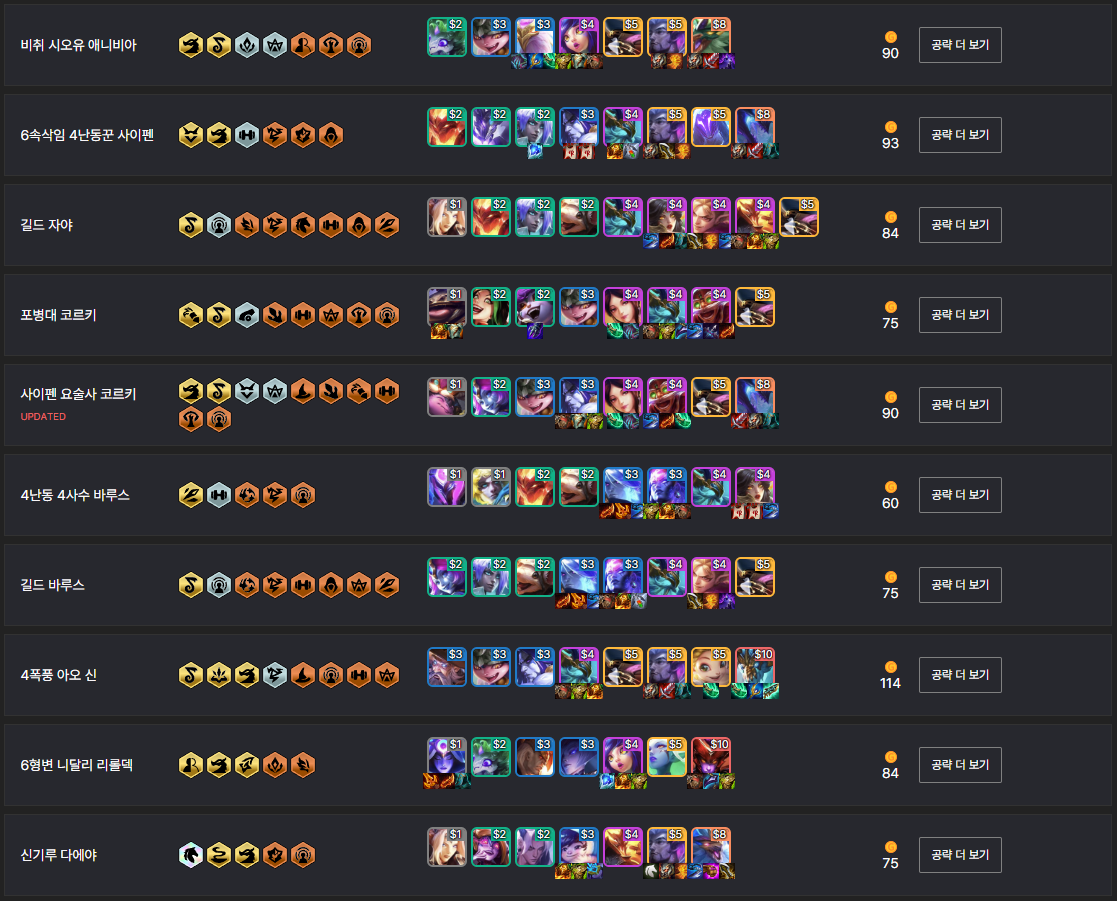 비취 시오유 애니비아
$2 $3 $3 $4 $5 $5 $8
90
공략 더 보기
6속삭임 4난동꾼 사이펜
$2 $2 $2 $3 $4 $5 $5 $8
93
공략 더 보기
길드 자야
$1 $2 $2 $2 $4 $4 $4 $4 $5
84
공략 더 보기
포병대 코르키
$1 $2 $2 $3 $4 $4 $4 $5
75
공략 더 보기
사이펜 요술사 코르키
UPDATED
$1 $2 $3 $3 $4 $4 $5 $8
90
공략 더 보기
4난동 4사수 바루스
$1 $1 $2 $2 $3 $3 $4 $4
60
공략 더 보기
길드 바루스
$2 $2 $2 $3 $3 $4 $4 $5
75
공략 더 보기
4폭풍 아오 신
$3 $3 $3 $4 $5 $5 $5 $10
114
공략 더 보기
6형변 니달리 리롤덱
$1 $2 $3 $3 $4 $5 $10
84
공략 더 보기
신기루 다에야
$1 $2 $2 $3 $4 $5 $8
75
공략 더 보기